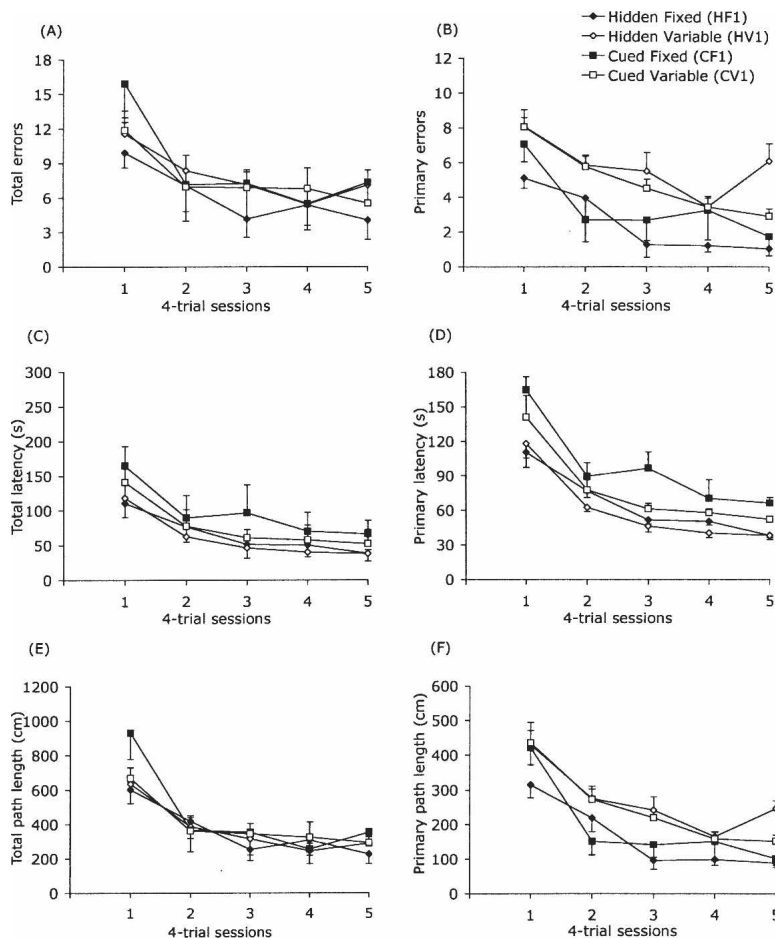 (A)
(B)
Hidden Fixed (HF1)
Hidden Variable (HV1)
Cued Fixed (CF1)
Cued Variable (CV1)
Total errors
18
15
12
9
6
3
0
1 2 3 4 5
4-trial sessions
Primary errors
12
10
8
6
4
2
0
1 2 3 4 5
4-trial sessions
(C)
Total latency (s)
300
250
200
150
100
50
0
1 2 3 4 5
4-trial sessions
(D)
Primary latency (s)
180
150
120
90
60
30
0
1 2 3 4 5
4-trial sessions
(E)
Total path length (cm)
1200
1000
800
600
400
200
0
1 2 3 4 5
4-trial sessions
(F)
Primary path length (cm)
600
500
400
300
200
100
0
1 2 3 4 5
4-trial sessions